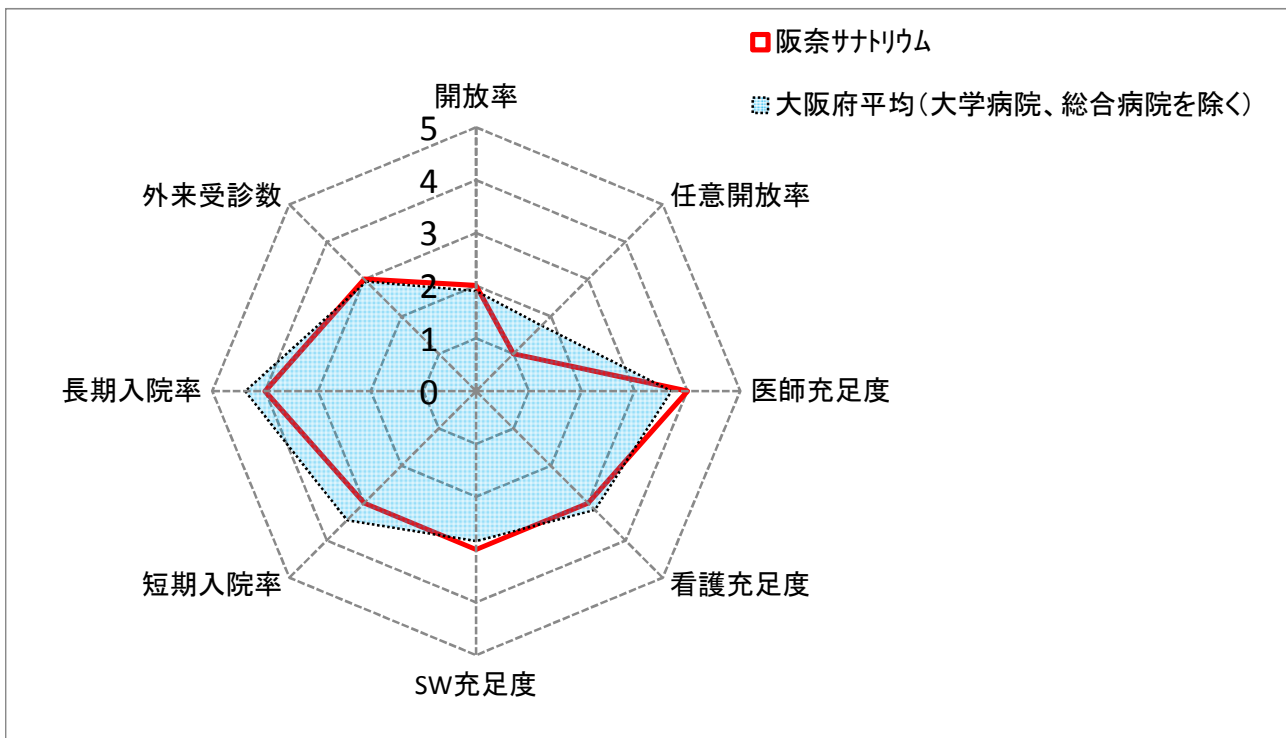 阪奈サナトリウム
大阪府平均(大学病院、総合病院を除く)
開放率
任意開放率
医師充足度
看護充足度
SW充足度
短期入院率
長期入院率
外来受診数
5
4
3
2
1
0